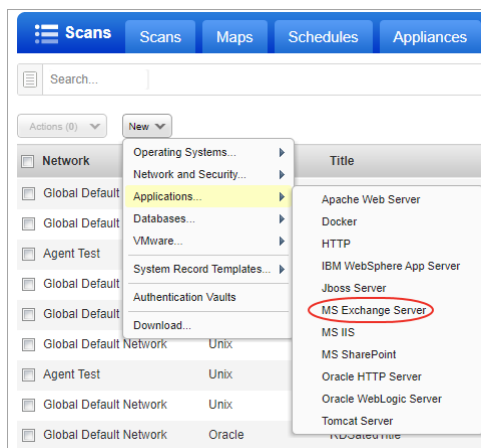 Scans Scans Maps Schedules Appliances
Search...
Actions (0) New
Network Title
Operating Systems...
Network and Security...
Applications...
Databases...
VMware...
System Record Templates...
Authentication Vaults
Download...
Apache Web Server
Docker
HTTP
IBM WebSphere App Server
Jboss Server
MS Exchange Server
MS IIS
MS SharePoint
Oracle HTTP Server
Oracle WebLogic Server
Tomcat Server
Global Default
Global Default
Agent Test
Global Default
Global Default
Global Default Network Unix
Agent Test Unix
Global Default Network Unix
Global Default Network Oracle